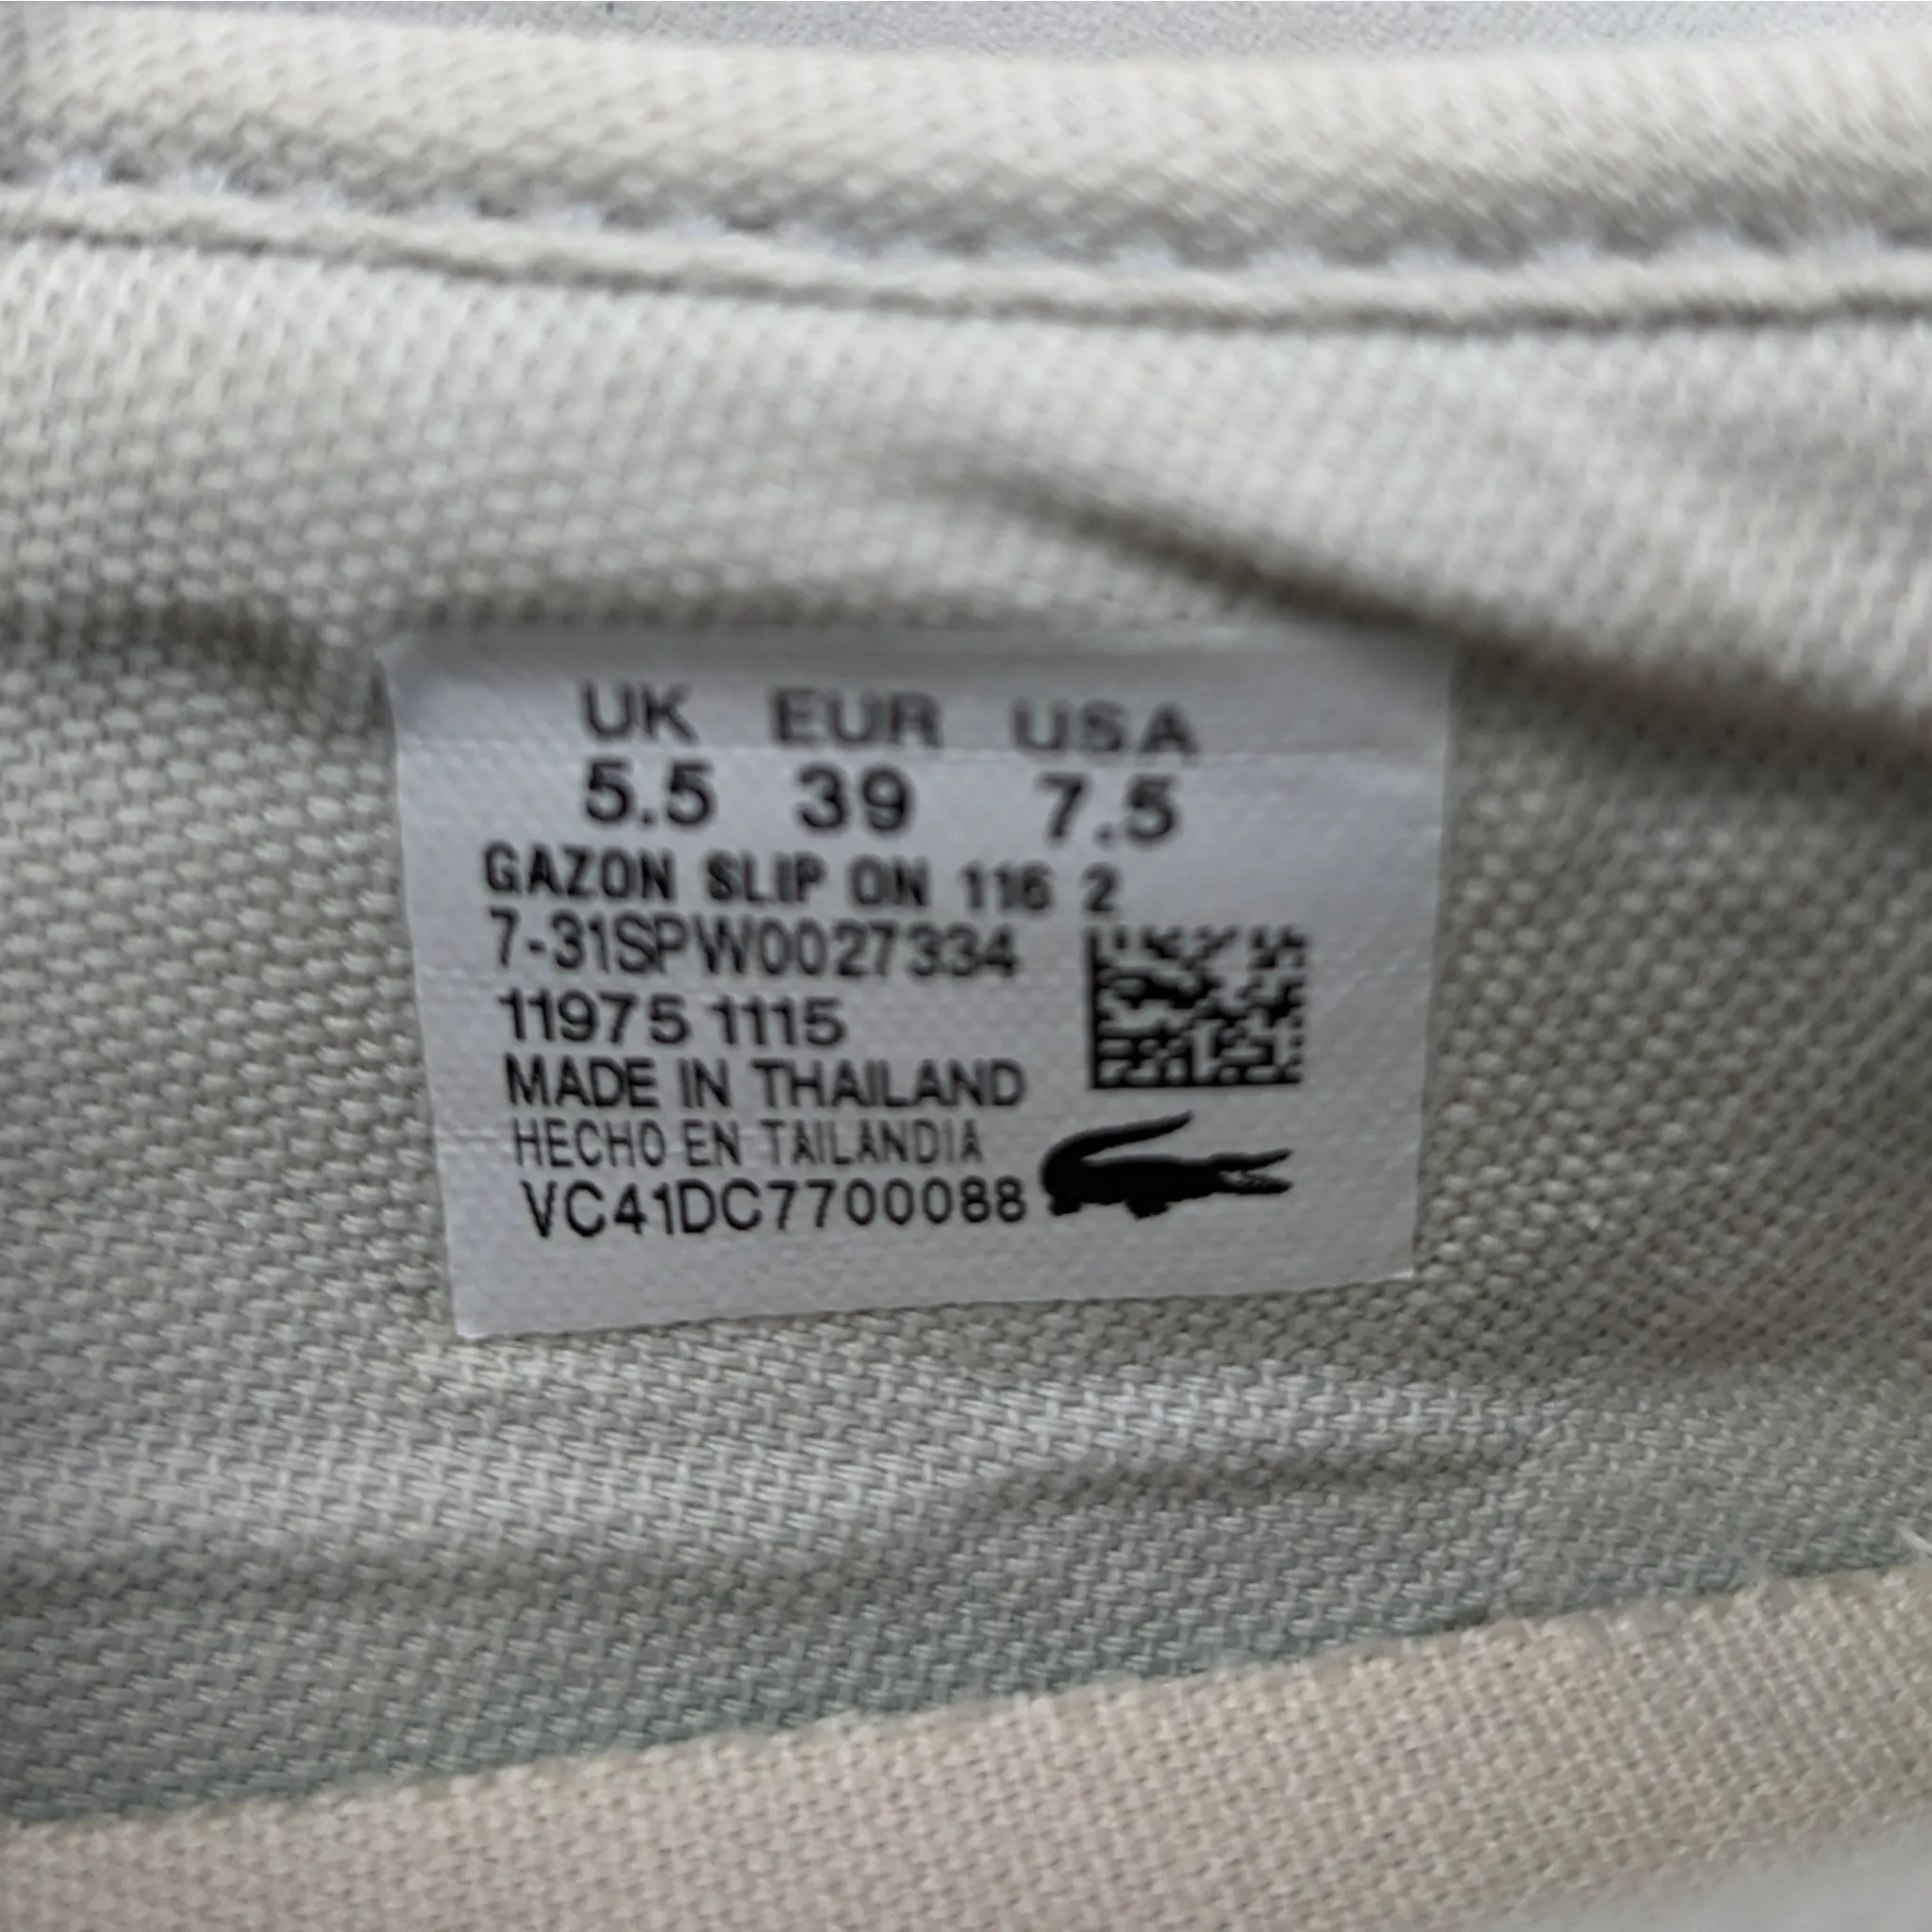 UK EUR USA
5.5 39 7.5
GAZON SLIP ON 116 2
7-31SPW0027334
11975 1115
MADE IN THAILAND
HECHO EN TAILANDIA
VC41DC7700088